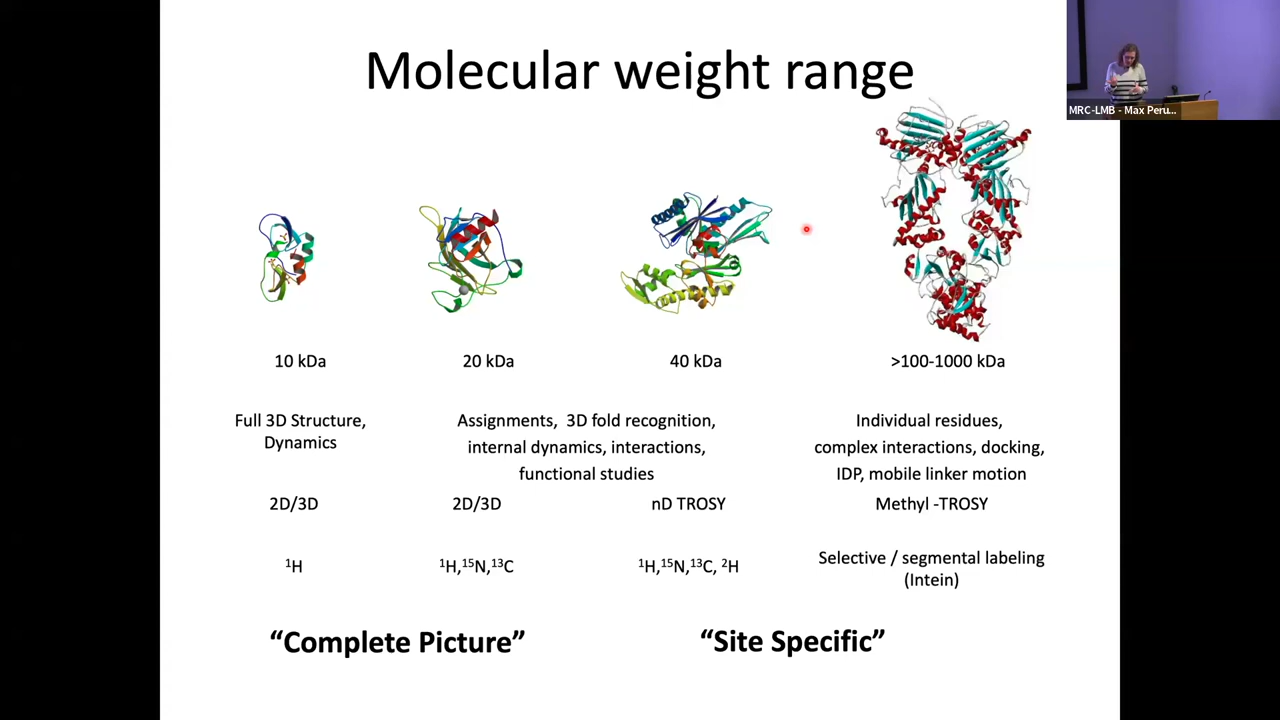 Molecular weight range
MRC-LMB - Max Peru...
10 kDa
20 kDa
40 kDa
>100-1000 kDa
Full 3D Structure,
Dynamics
Assignments, 3D fold recognition,
internal dynamics, interactions,
functional studies
Individual residues,
complex interactions, docking,
IDP, mobile linker motion
2D/3D
2D/3D
nD TROSY
Methyl -TROSY
¹H
¹H,¹⁵N,¹³C
¹H,¹⁵N,¹³C, ²H
Selective / segmental labeling
(Intein)
“Complete Picture”
“Site Specific”